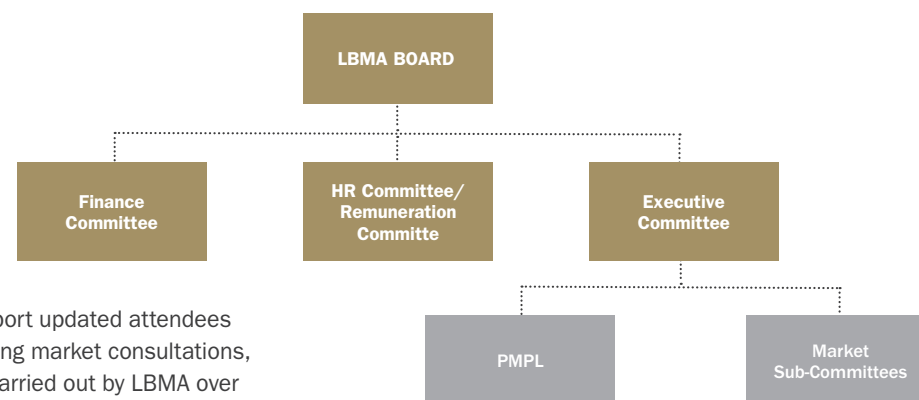 LBMA BOARD
Finance
Committee
HR Committee/
Remuneration
Committe
Executive
Committee
port updated attendees
ing market consultations,
arried out by LBMA over
PMPL
Market
Sub-Committees